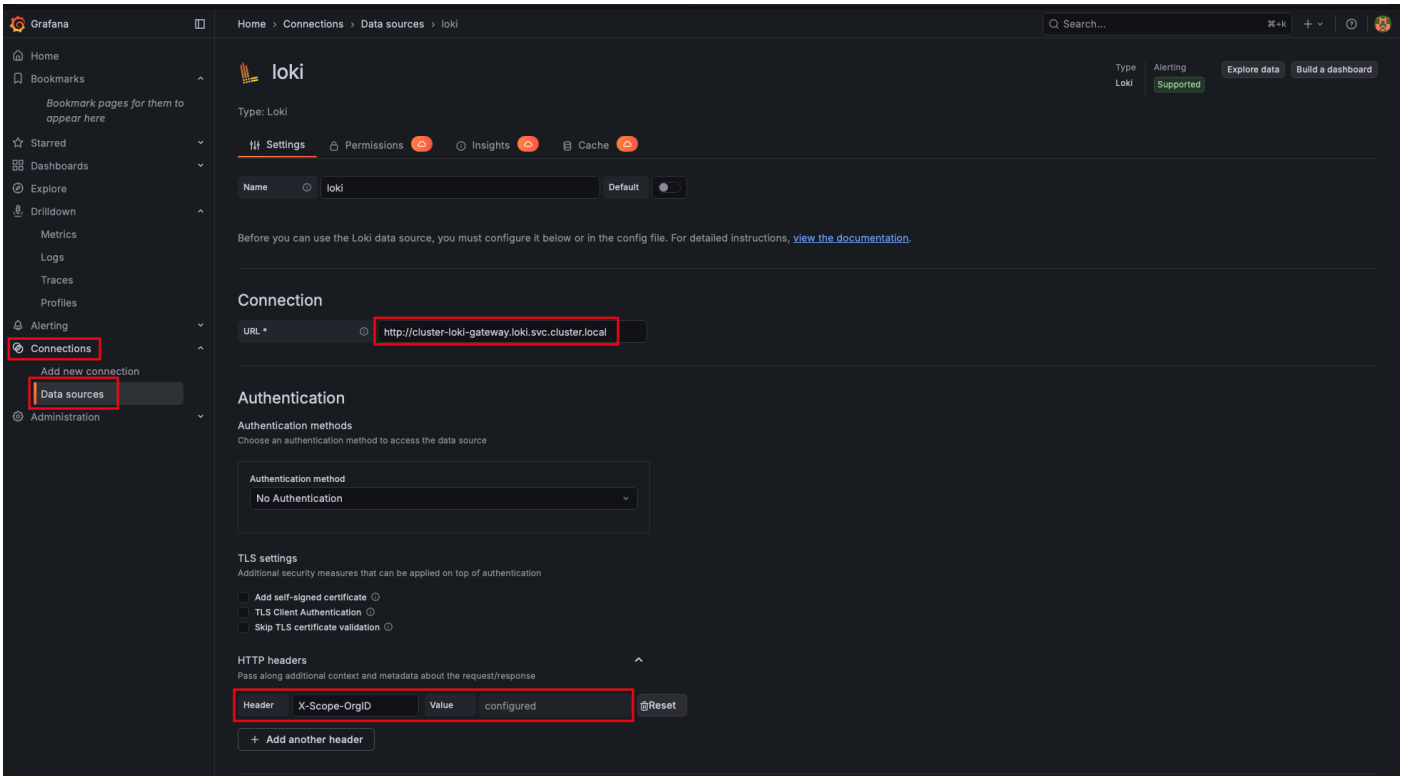 Grafana
Home › Connections › Data sources › loki
Search...
⌘+k
Home
Bookmarks
Bookmark pages for them to
appear here
Starred
Dashboards
Explore
Drilldown
Metrics
Logs
Traces
Profiles
Alerting
Connections
Add new connection
Data sources
Administration
loki
Type
Loki
Alerting
Supported
Explore data
Build a dashboard
Type: Loki
Settings
Permissions
Insights
Cache
Name
loki
Default
Before you can use the Loki data source, you must configure it below or in the config file. For detailed instructions, view the documentation.
Connection
URL *
http://cluster-loki-gateway.loki.svc.cluster.local
Authentication
Authentication methods
Choose an authentication method to access the data source
Authentication method
No Authentication
TLS settings
Additional security measures that can be applied on top of authentication
Add self-signed certificate
TLS Client Authentication
Skip TLS certificate validation
HTTP headers
Pass along additional context and metadata about the request/response
Header
X-Scope-OrgID
Value
configured
Reset
+ Add another header